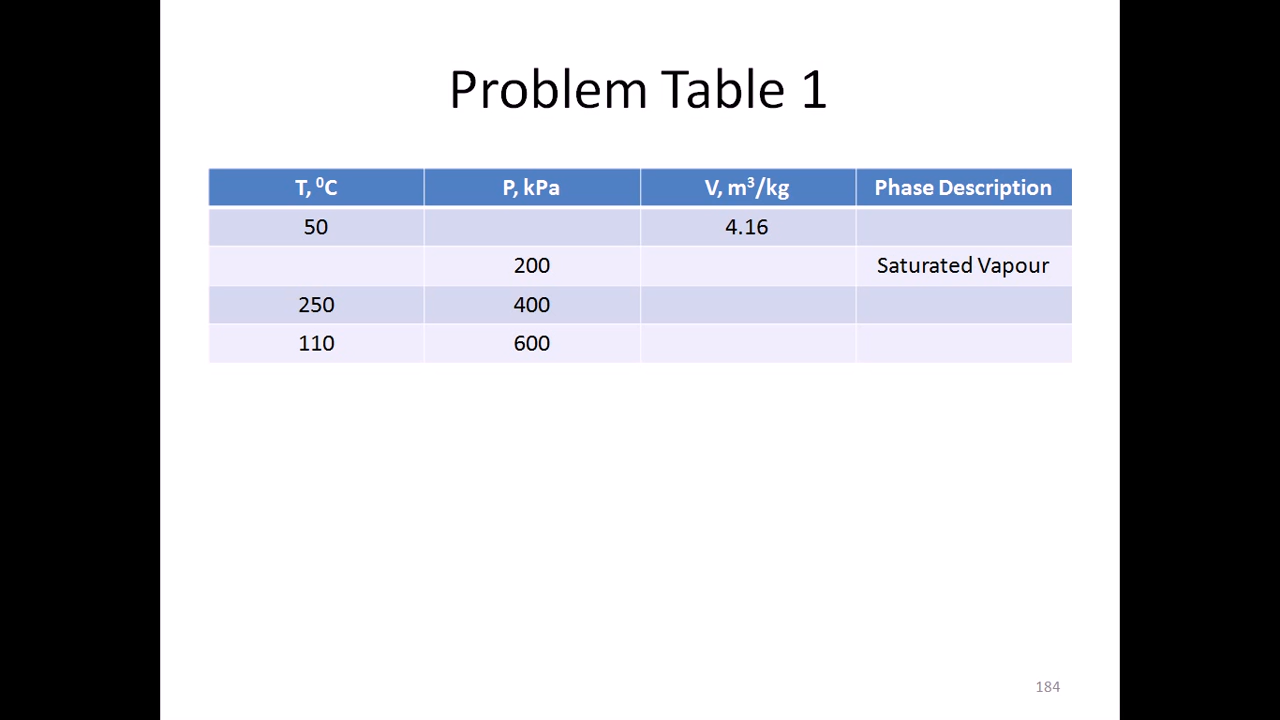 Problem Table 1
T, ⁰C P, kPa V, m³/kg Phase Description
50 4.16
200 Saturated Vapour
250 400
110 600
184